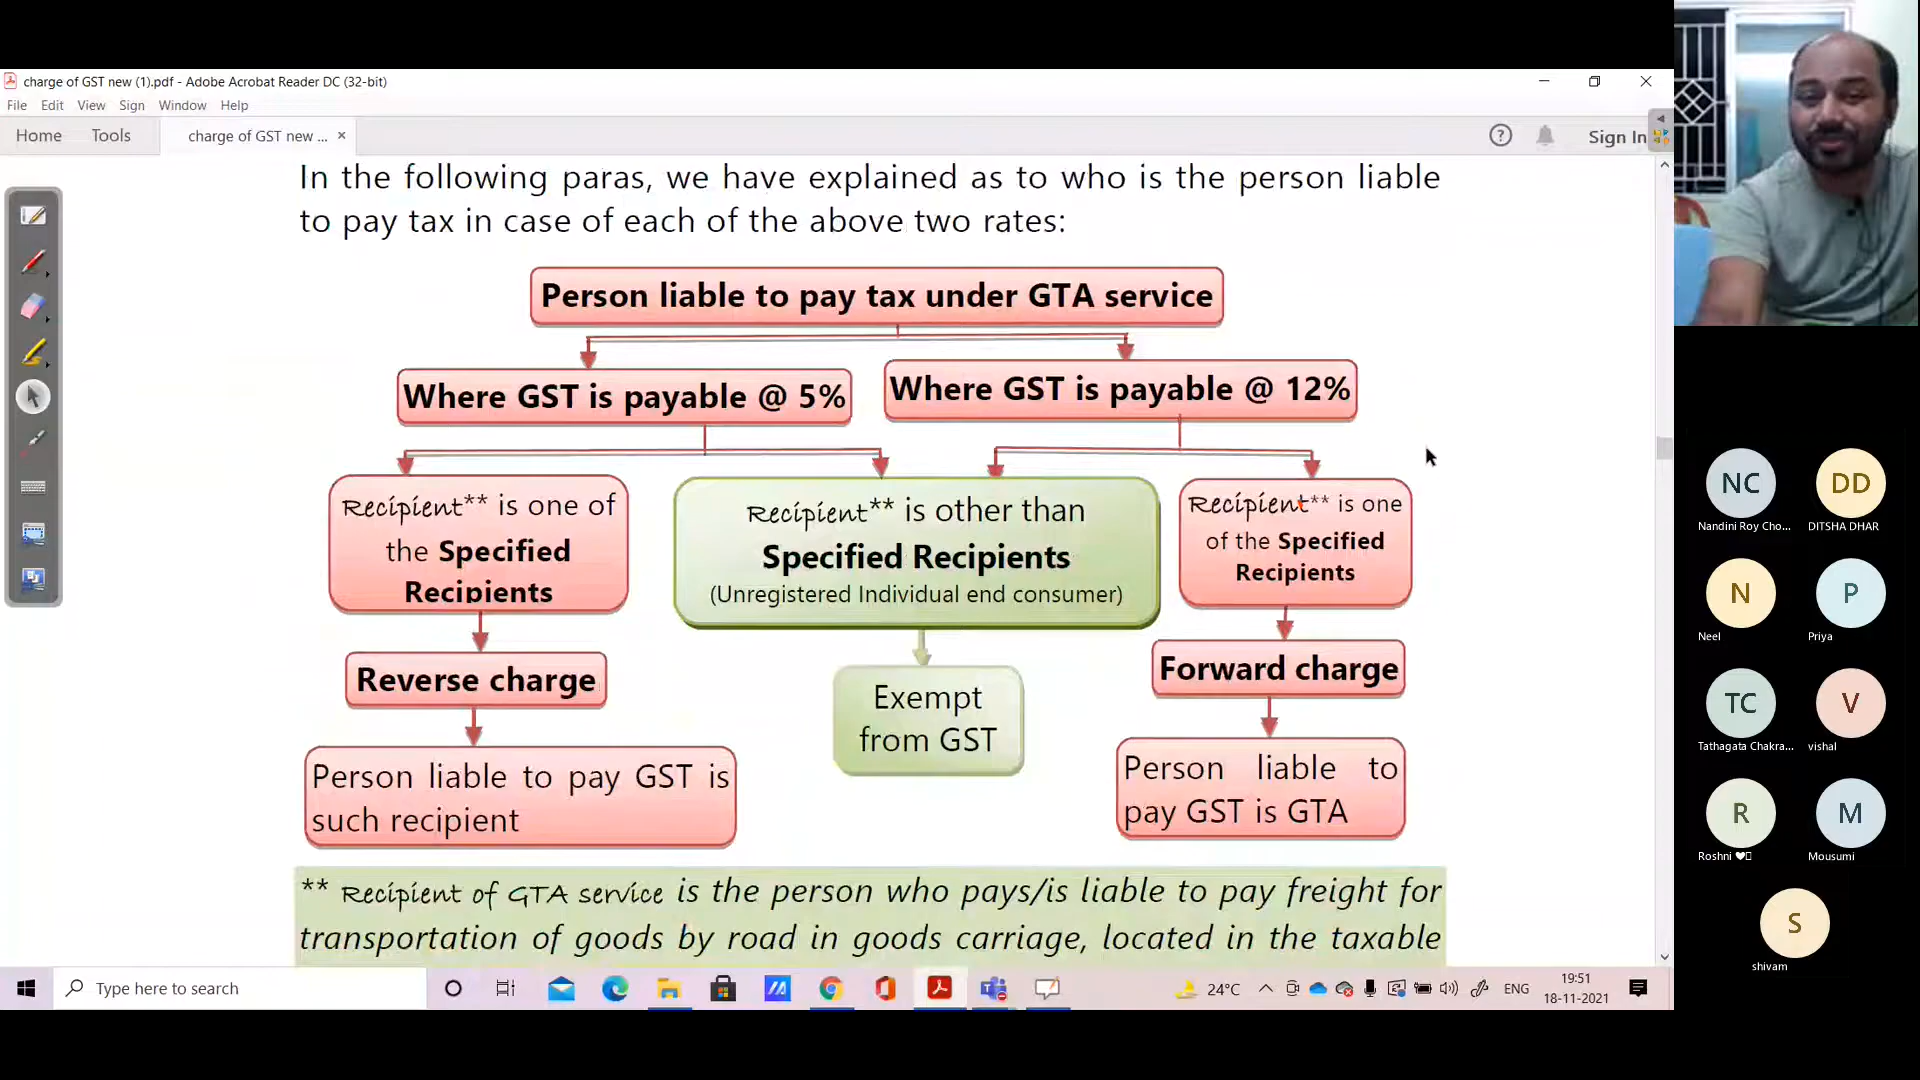 charge of GST new (1).pdf - Adobe Acrobat Reader DC (32-bit)
File Edit View Sign Window Help
Home Tools charge of GST new ... × Sign In
In the following paras, we have explained as to who is the person liable
to pay tax in case of each of the above two rates:
Person liable to pay tax under GTA service
Where GST is payable @ 5%
Where GST is payable @ 12%
Recipient** is one of
the Specified
Recipients
Recipient** is other than
Specified Recipients
(Unregistered Individual end consumer)
Recipient** is one
of the Specified
Recipients
Reverse charge
Exempt
from GST
Forward charge
Person liable to pay GST is
such recipient
Person liable to
pay GST is GTA
** Recipient of GTA service is the person who pays/is liable to pay freight for
transportation of goods by road in goods carriage, located in the taxable
NC
Nandini Roy Cho...
DD
DITSHA DHAR
N
Neel
P
Priya
TC
Tathagata Chakra...
V
vishal
R
Roshni ❤
M
Mousumi
S
shivam
Type here to search
24°C
ENG
19:51
18-11-2021